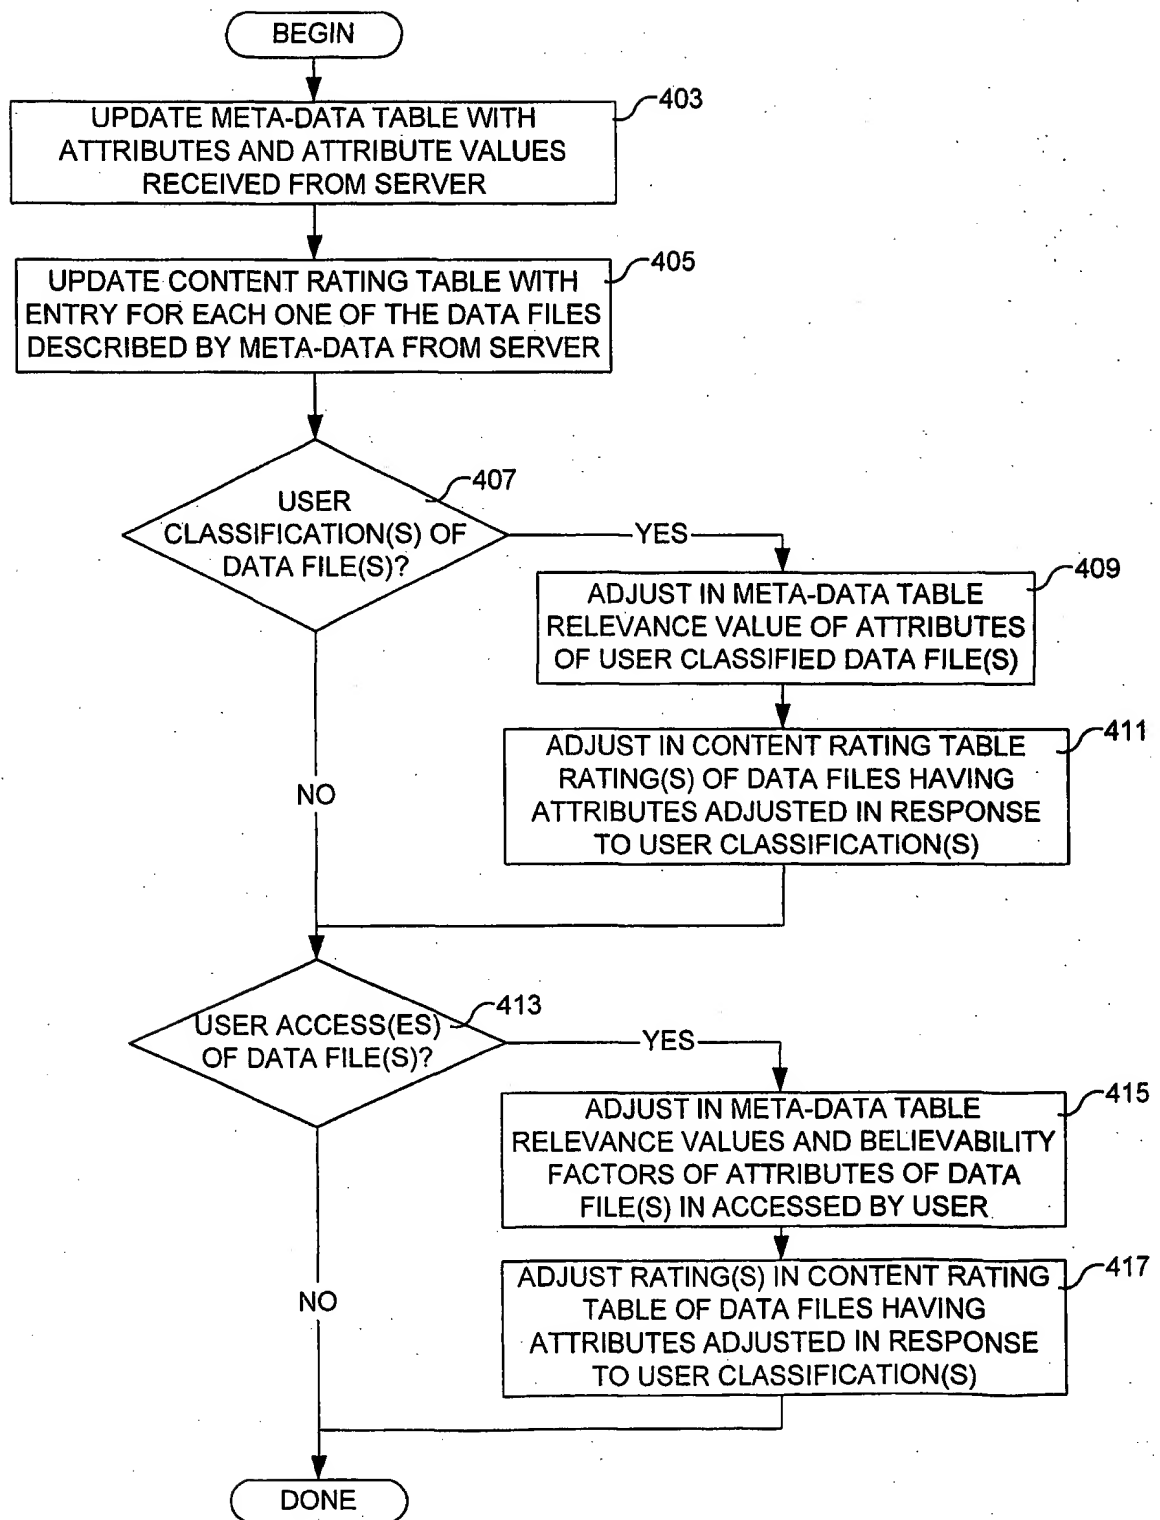 BEGIN
403
UPDATE META-DATA TABLE WITH
ATTRIBUTES AND ATTRIBUTE VALUES
RECEIVED FROM SERVER
405
UPDATE CONTENT RATING TABLE WITH
ENTRY FOR EACH ONE OF THE DATA FILES
DESCRIBED BY META-DATA FROM SERVER
407
USER
CLASSIFICATION(S) OF
DATA FILE(S)?
YES
409
ADJUST IN META-DATA TABLE
RELEVANCE VALUE OF ATTRIBUTES
OF USER CLASSIFIED DATA FILE(S)
411
ADJUST IN CONTENT RATING TABLE
RATING(S) OF DATA FILES HAVING
ATTRIBUTES ADJUSTED IN RESPONSE
TO USER CLASSIFICATION(S)
NO
413
USER ACCESS(ES)
OF DATA FILE(S)?
YES
415
ADJUST IN META-DATA TABLE
RELEVANCE VALUES AND BELIEVABILITY
FACTORS OF ATTRIBUTES OF DATA
FILE(S) IN ACCESSED BY USER
417
ADJUST RATING(S) IN CONTENT RATING
TABLE OF DATA FILES HAVING
ATTRIBUTES ADJUSTED IN RESPONSE
TO USER CLASSIFICATION(S)
NO
DONE